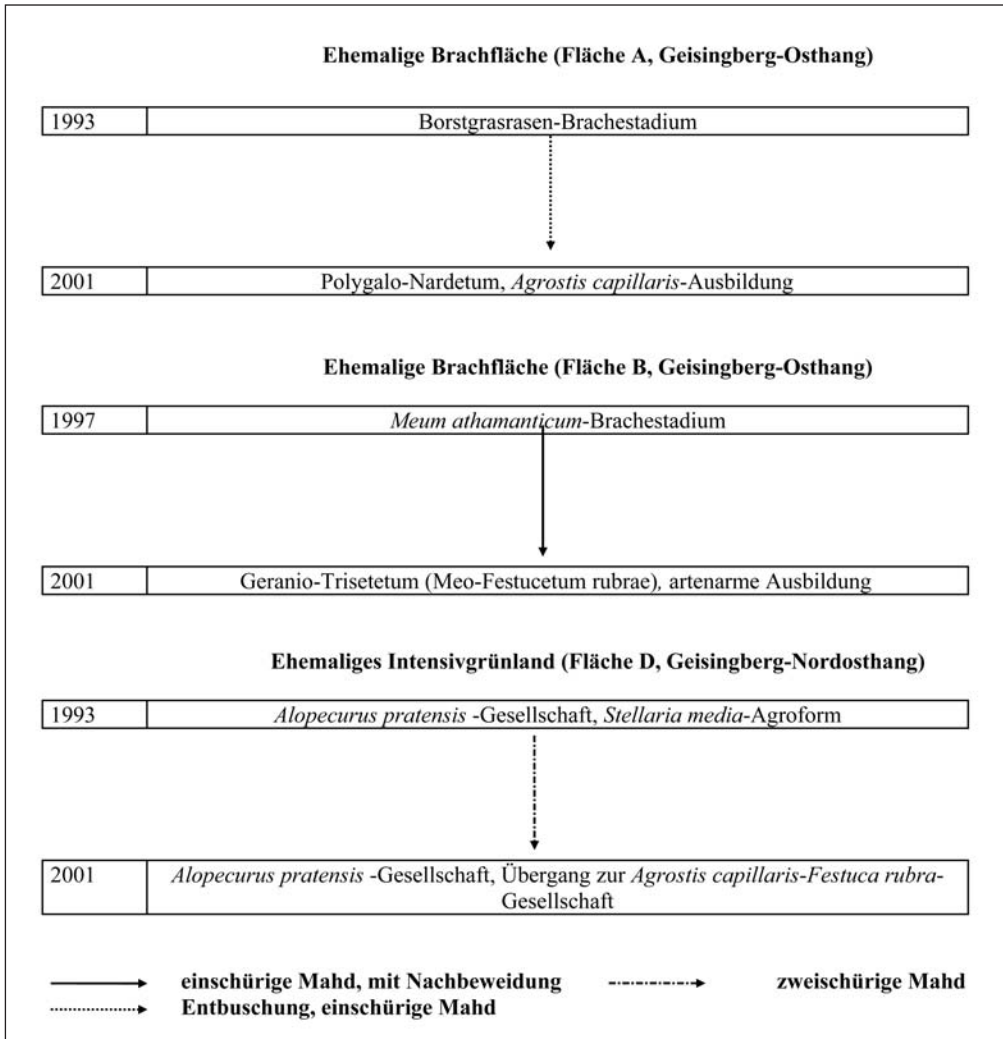 Ehemalige Brachfläche (Fläche A, Geisingberg-Osthang)
1993 Borstgrasrasen-Brachestadium
2001 Polygalo-Nardetum, Agrostis capillaris-Ausbildung
Ehemalige Brachfläche (Fläche B, Geisingberg-Osthang)
1997 Meum athamanticum-Brachestadium
2001 Geranio-Trisetetum (Meo-Festucetum rubrae), artenarme Ausbildung
Ehemaliges Intensivgrünland (Fläche D, Geisingberg-Nordosthang)
1993 Alopecurus pratensis -Gesellschaft, Stellaria media-Agroform
2001 Alopecurus pratensis -Gesellschaft, Übergang zur Agrostis capillaris-Festuca rubra-
Gesellschaft
einschürige Mahd, mit Nachbeweidung zweischürige Mahd
Entbuschung, einschürige Mahd